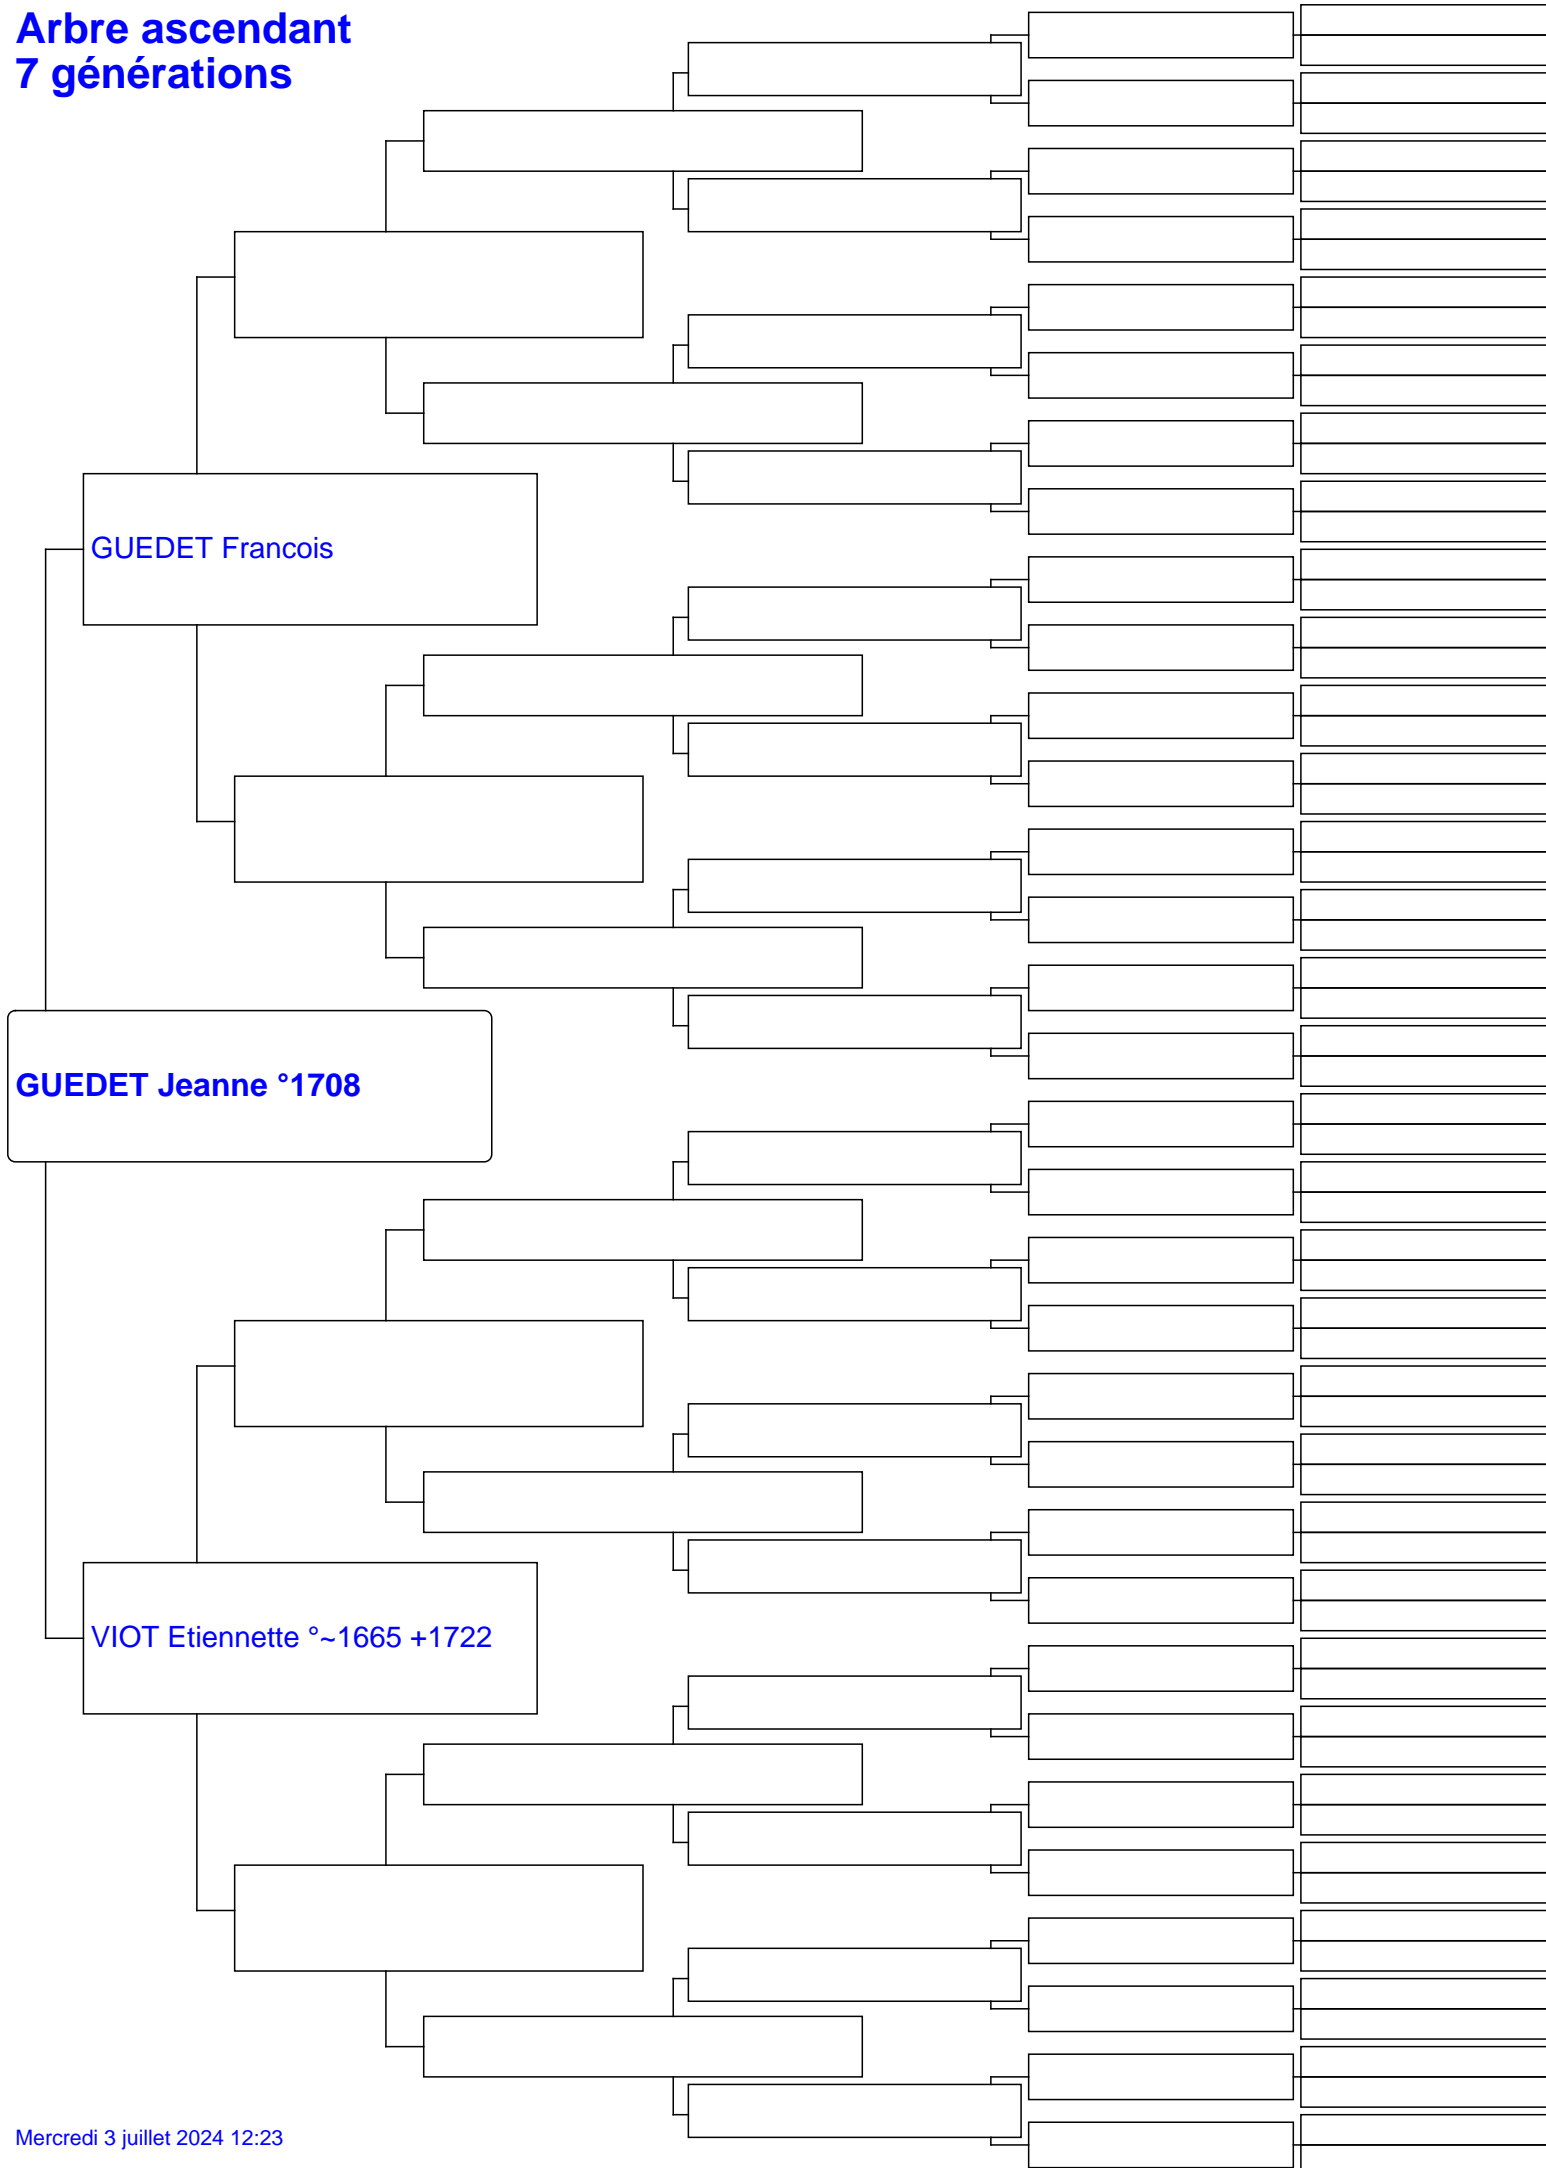 Arbre ascendant
7 générations
GUEDET Francois
GUEDET Jeanne °1708
VIOT Etiennette °~1665 +1722
Mercredi 3 juillet 2024 12:23